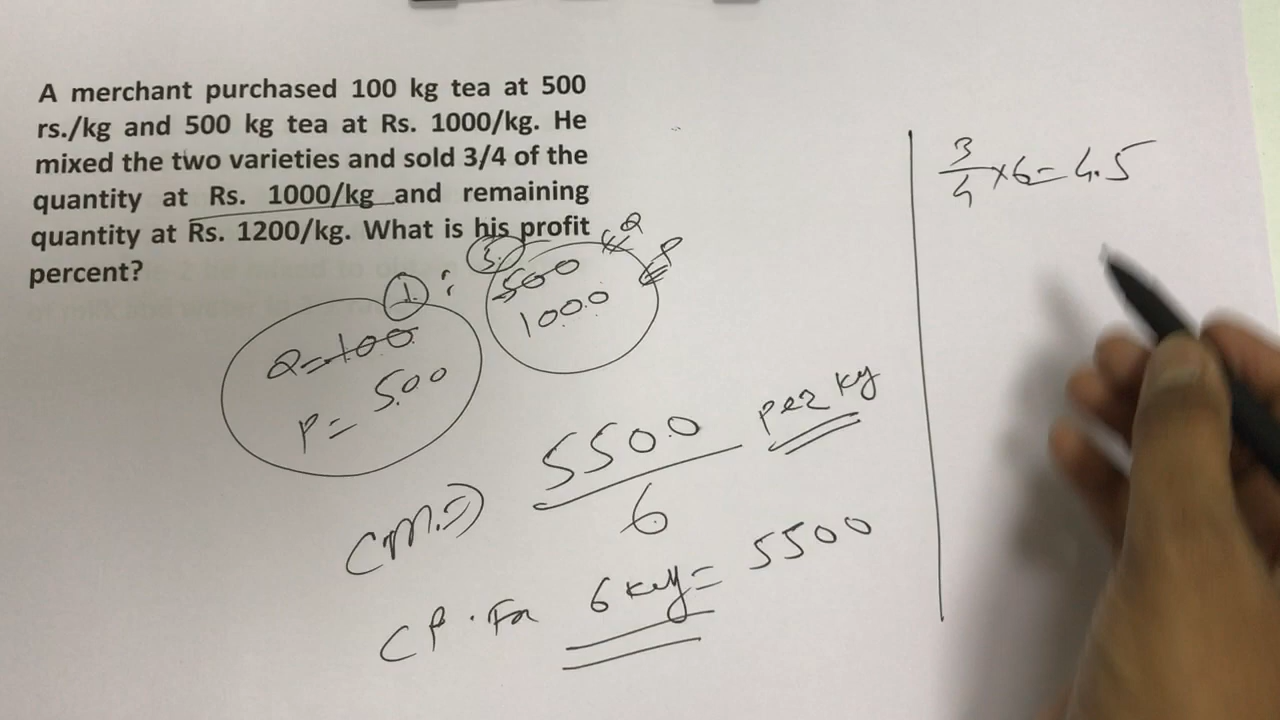 A merchant purchased 100 kg tea at 500
rs./kg and 500 kg tea at Rs. 1000/kg. He
mixed the two varieties and sold 3/4 of the
quantity at Rs. 1000/kg and remaining
quantity at Rs. 1200/kg. What is his profit
percent?
1 : 5
Q=100
P= 500
500 Q
1000 P
C.M.P)
5500/6 per kg
CP. For 6 kg= 5500
3/4 ×6=4.5